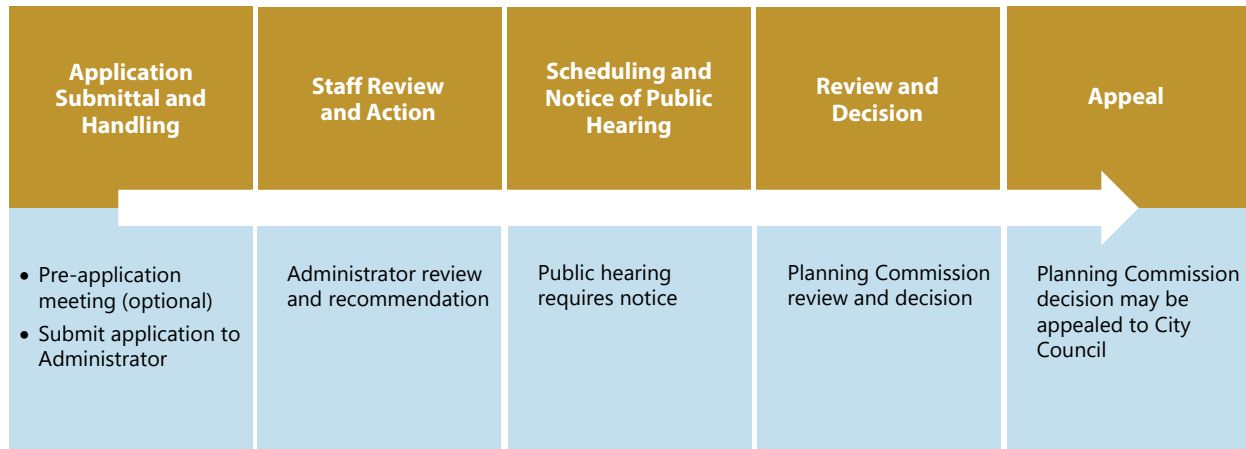 Application
Submittal and
Handling
Staff Review
and Action
Scheduling and
Notice of Public
Hearing
Review and
Decision
Appeal
• Pre-application
meeting (optional)
• Submit application to
Administrator
Administrator review
and recommendation
Public hearing
requires notice
Planning Commission
review and decision
Planning Commission
decision may be
appealed to City
Council